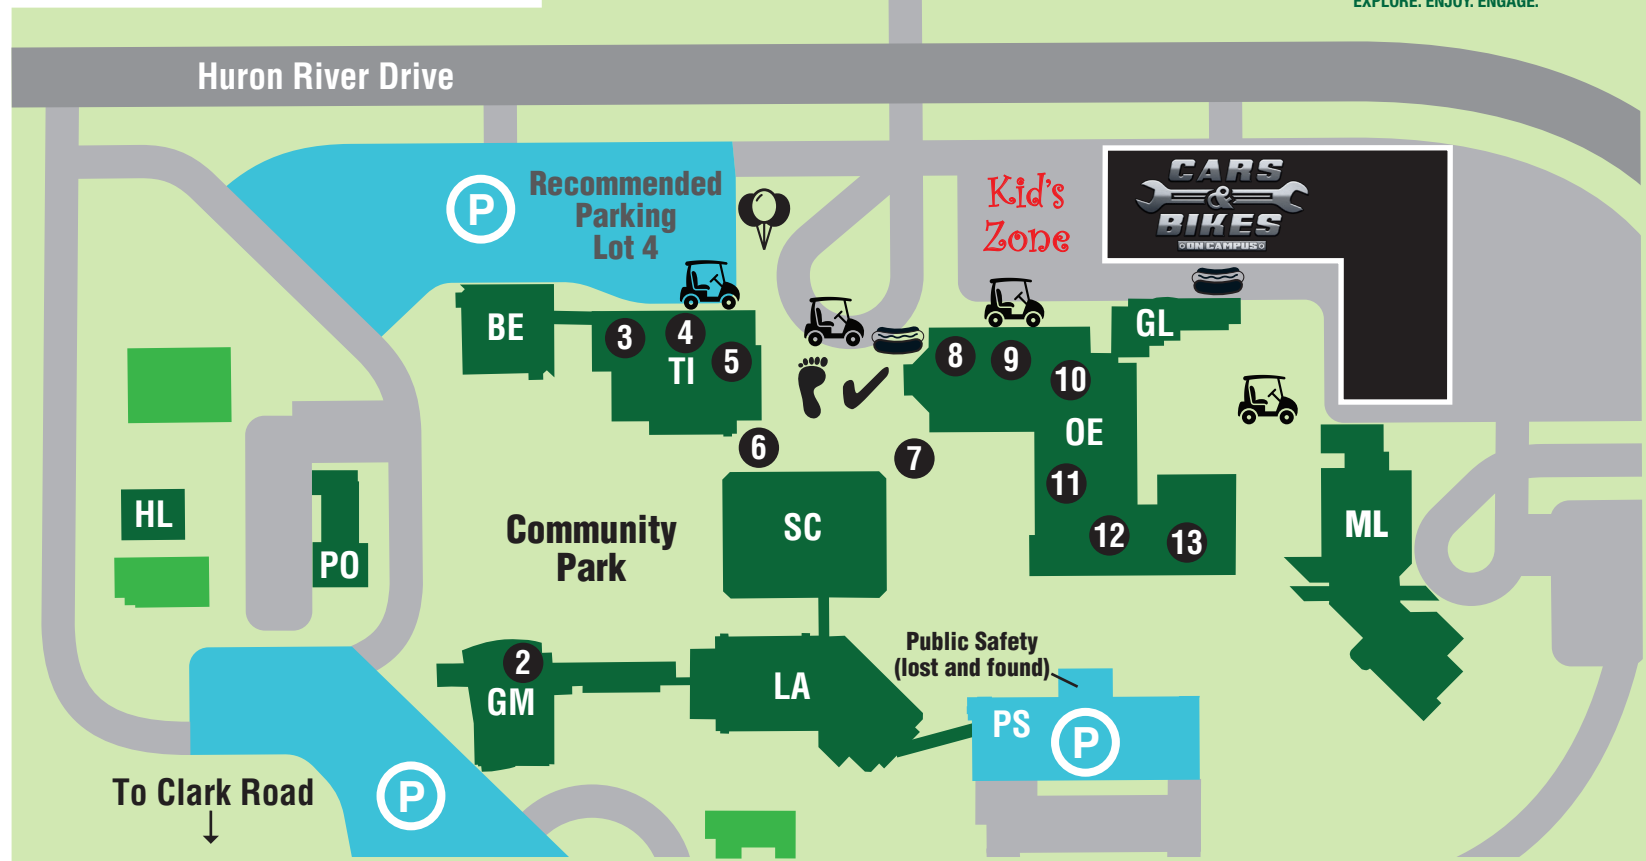 EXPLORE. ENJOY. ENGAGE.
Huron River Drive
P
Recommended
Parking
Lot 4
Kid's
Zone
CARS
&
BIKES
ON CAMPUS
BE
3
4
5
TI
8
9
10
GL
OE
6
7
11
12
13
HL
PO
Community
Park
SC
ML
2
GM
LA
Public Safety
(lost and found)
PS
P
To Clark Road
P